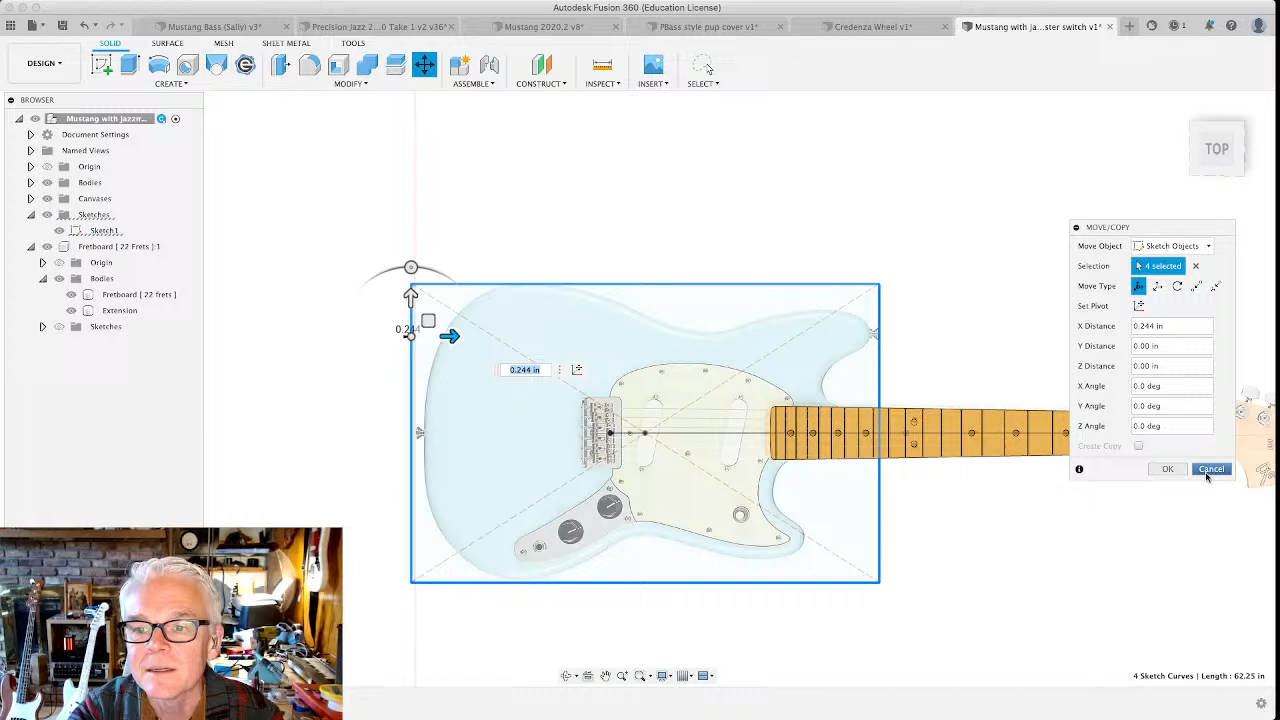 Autodesk Fusion 360 (Education License)
Mustang Bass (Sally) v3*
Precision Jazz 2...0 Take 1 v2 v36*
Mustang 2020.2 v8*
PBass style pup cover v1*
Credenza Wheel v1*
Mustang with ja...ster switch v1*
1
SOLID
SURFACE
MESH
SHEET METAL
TOOLS
DESIGN
CREATE
MODIFY
ASSEMBLE
CONSTRUCT
INSPECT
INSERT
SELECT
BROWSER
Mustang with jazzm...
Document Settings
Named Views
Origin
Bodies
Canvases
Sketches
Sketch1
Fretboard [ 22 Frets ]:1
Origin
Bodies
Fretboard [ 22 frets ]
Extension
Sketches
TOP
0.244
0.244 in
MOVE/COPY
Move Object
Sketch Objects
Selection
4 selected
Move Type
Set Pivot
X Distance
0.244 in
Y Distance
0.00 in
Z Distance
0.00 in
X Angle
0.0 deg
Y Angle
0.0 deg
Z Angle
0.0 deg
Create Copy
OK
Cancel
4 Sketch Curves | Length : 62.25 in